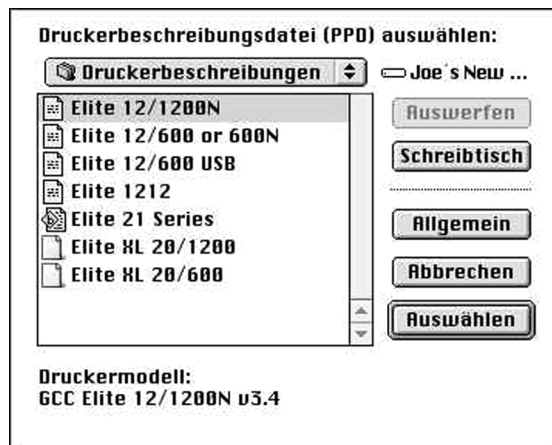 Druckerbeschreibungsdatei (PPD) auswählen:
Druckerbeschreibungen
Joe´s New ...
Elite 12/1200N
Elite 12/600 or 600N
Elite 12/600 USB
Elite 1212
Elite 21 Series
Elite XL 20/1200
Elite XL 20/600
Auswerfen
Schreibtisch
Allgemein
Abbrechen
Auswählen
Druckermodell:
GCC Elite 12/1200N v3.4